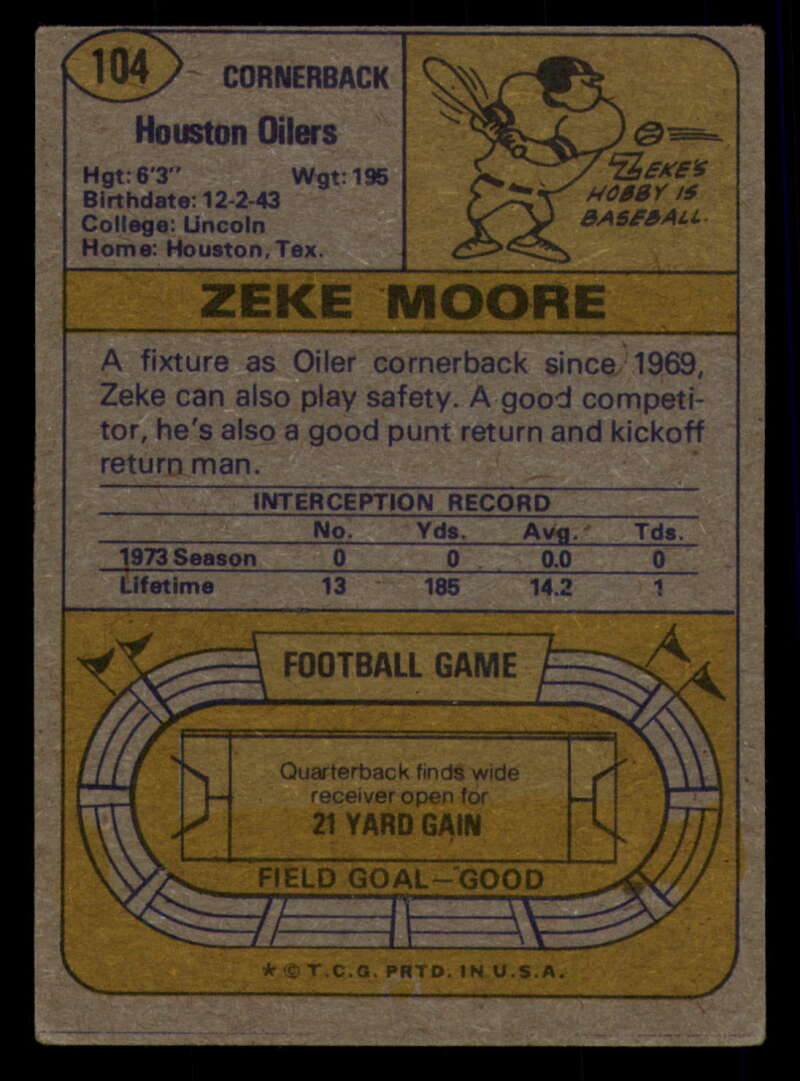 104
CORNERBACK
Houston Oilers
Hgt: 6'3" Wgt: 195
Birthdate: 12-2-43
College: Lincoln
Home: Houston, Tex.
ZEKE'S
HOBBY IS
BASEBALL.
ZEKE MOORE
A fixture as Oiler cornerback since 1969,
Zeke can also play safety. A good competi-
tor, he's also a good punt return and kickoff
return man.
INTERCEPTION RECORD
No. Yds. Avg. Tds.
1973 Season 0 0 0.0 0
Lifetime 13 185 14.2 1
FOOTBALL GAME
Quarterback finds wide
receiver open for
21 YARD GAIN
FIELD GOAL—GOOD
* © T.C.G. PRTD. IN U.S.A.